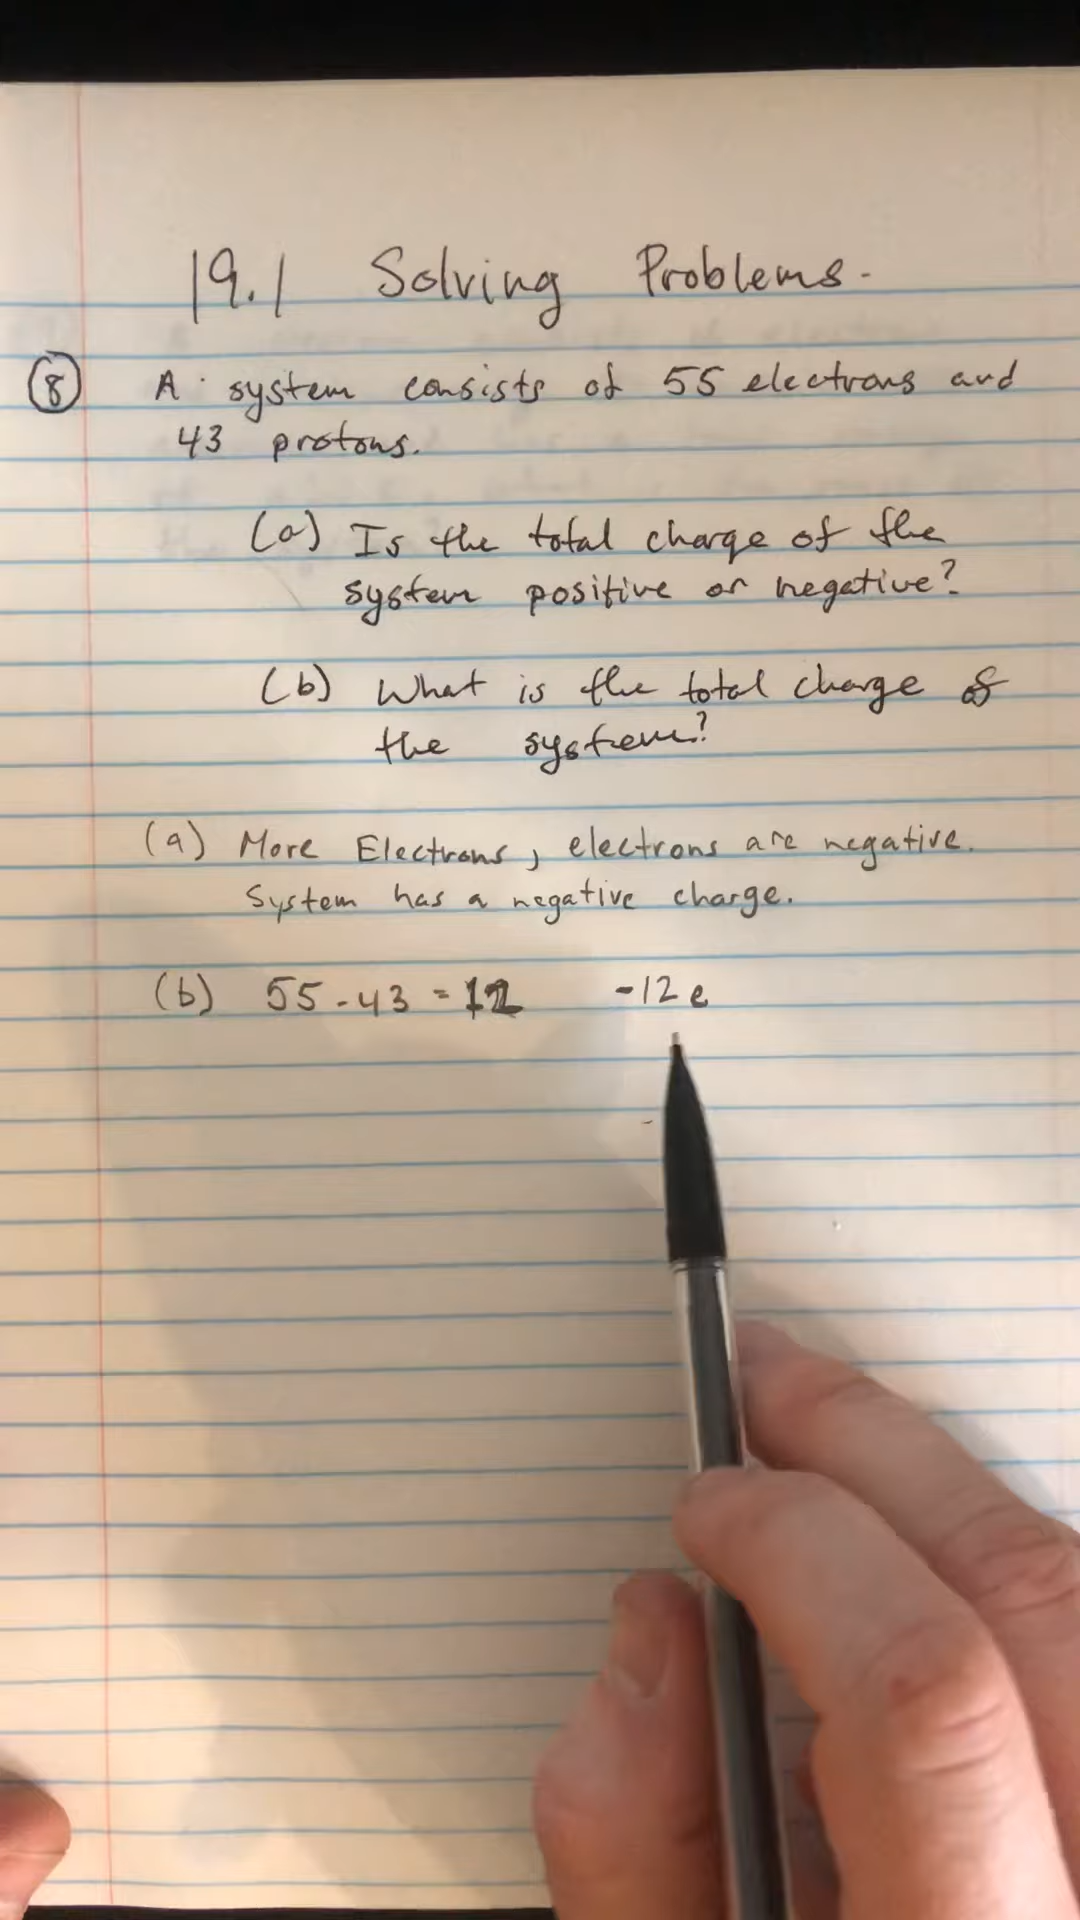 19.1 Solving Problems.
8 A system consists of 55 electrons and
43 protons.
(a) Is the total charge of the
system positive or negative?
(b) What is the total charge of
the system?
(a) More Electrons, electrons are negative.
System has a negative charge.
(b) 55 - 43 = 12 -12 e